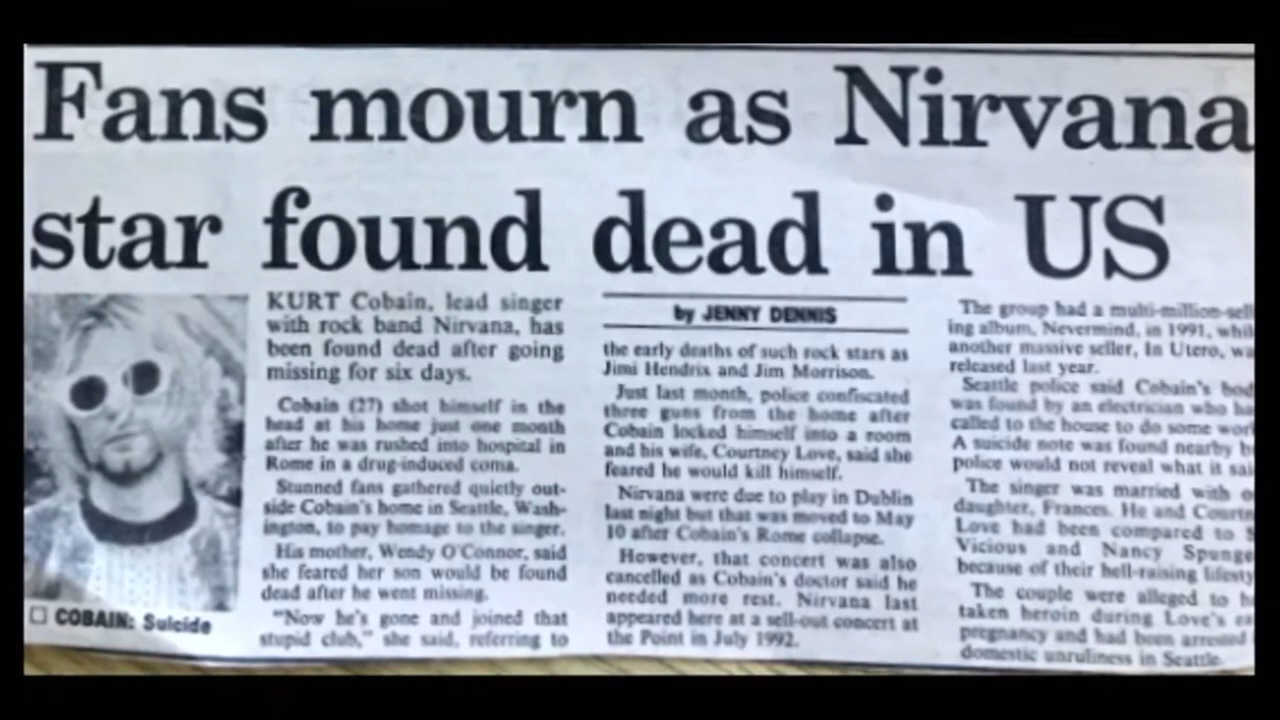 Fans mourn as Nirvana
star found dead in US
KURT Cobain, lead singer
with rock band Nirvana, has
been found dead after going
missing for six days.
Cobain (27) shot himself in the
head at his home just one month
after he was rushed into hospital in
Rome in a drug-induced coma.
Stunned fans gathered quietly out-
side Cobain's home in Seattle, Wash-
ington, to pay homage to the singer.
His mother, Wendy O'Connor, said
she feared her son would be found
dead after he went missing.
"Now he's gone and joined that
stupid club," she said, referring to
COBAIN: Suicide
by JENNY DENNIS
the early deaths of such rock stars as
Jimi Hendrix and Jim Morrison.
Just last month, police confiscated
three guns from the home after
Cobain locked himself into a room
and his wife, Courtney Love, said she
feared he would kill himself.
Nirvana were due to play in Dublin
last night but that was moved to May
10 after Cobain's Rome collapse.
However, that concert was also
cancelled as Cobain's doctor said he
needed more rest. Nirvana last
appeared here at a sell-out concert at
the Point in July 1992.
The group had a multi-million-sell
ing album, Nevermind, in 1991, whil
another massive seller, In Utero, wa
released last year.
Seattle police said Cobain's bod
was found by an electrician who ha
called to the house to do some wor
A suicide note was found nearby b
police would not reveal what it sai
The singer was married with o
daughter, Frances. He and Courtn
Love had been compared to S
Vicious and Nancy Spunge
because of their hell-raising lifesty
The couple were alleged to h
taken heroin during Love's ea
pregnancy and had been arrested
domestic unruliness in Seattle.